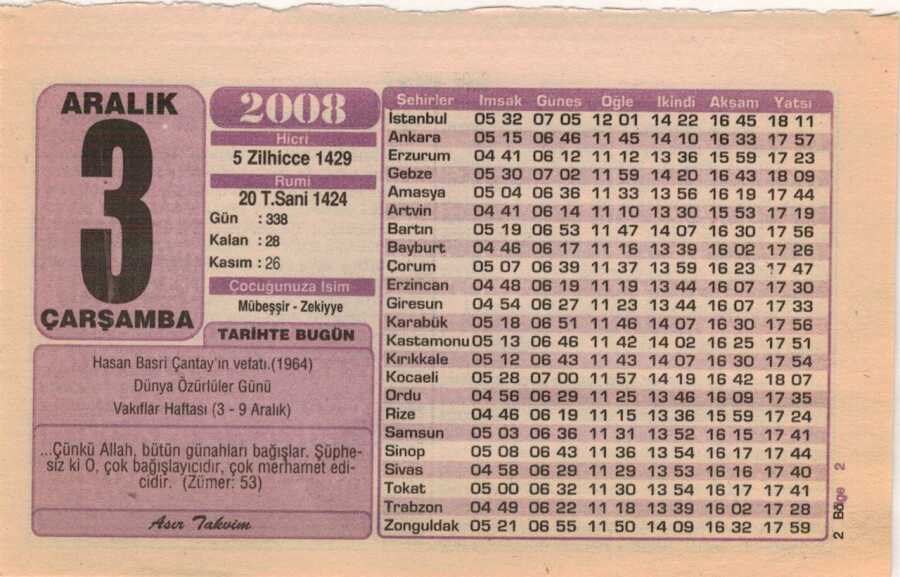 ARALIK
3
ÇARŞAMBA
2008
Hicri
5 Zilhicce 1429
Rumi
20 T.Sani 1424
Gün : 338
Kalan : 28
Kasım : 26
Çocuğunuza İsim
Mübeşşir - Zekiyye
TARİHTE BUGÜN
Hasan Basri Çantay'ın vefatı.(1964)
Dünya Özürlüler Günü
Vakıflar Haftası (3 - 9 Aralık)
...Çünkü Allah, bütün günahları bağışlar. Şüphe-
siz ki O, çok bağışlayıcıdır, çok merhamet edi-
cidir. (Zümer: 53)
Asır Takvim
Şehirler İmsak Güneş Öğle İkindi Akşam Yatsı
İstanbul 05 32 07 05 12 01 14 22 16 45 18 11
Ankara 05 15 06 46 11 45 14 10 16 33 17 57
Erzurum 04 41 06 12 11 12 13 36 15 59 17 23
Gebze 05 30 07 02 11 59 14 20 16 43 18 09
Amasya 05 04 06 36 11 33 13 56 16 19 17 44
Artvin 04 41 06 14 11 10 13 30 15 53 17 19
Bartın 05 19 06 53 11 47 14 07 16 30 17 56
Bayburt 04 46 06 17 11 16 13 39 16 02 17 26
Çorum 05 07 06 39 11 37 13 59 16 23 17 47
Erzincan 04 48 06 19 11 19 13 44 16 07 17 30
Giresun 04 54 06 27 11 23 13 44 16 07 17 33
Karabük 05 18 06 51 11 46 14 07 16 30 17 56
Kastamonu 05 13 06 46 11 42 14 02 16 25 17 51
Kırıkkale 05 12 06 43 11 43 14 07 16 30 17 54
Kocaeli 05 28 07 00 11 57 14 19 16 42 18 07
Ordu 04 56 06 29 11 25 13 46 16 09 17 35
Rize 04 46 06 19 11 15 13 36 15 59 17 24
Samsun 05 03 06 36 11 31 13 52 16 15 17 41
Sinop 05 08 06 43 11 36 13 54 16 17 17 44
Sivas 04 58 06 29 11 29 13 53 16 16 17 40
Tokat 05 00 06 32 11 30 13 54 16 17 17 41
Trabzon 04 49 06 22 11 18 13 39 16 02 17 28
Zonguldak 05 21 06 55 11 50 14 09 16 32 17 59
2 Bölge 2